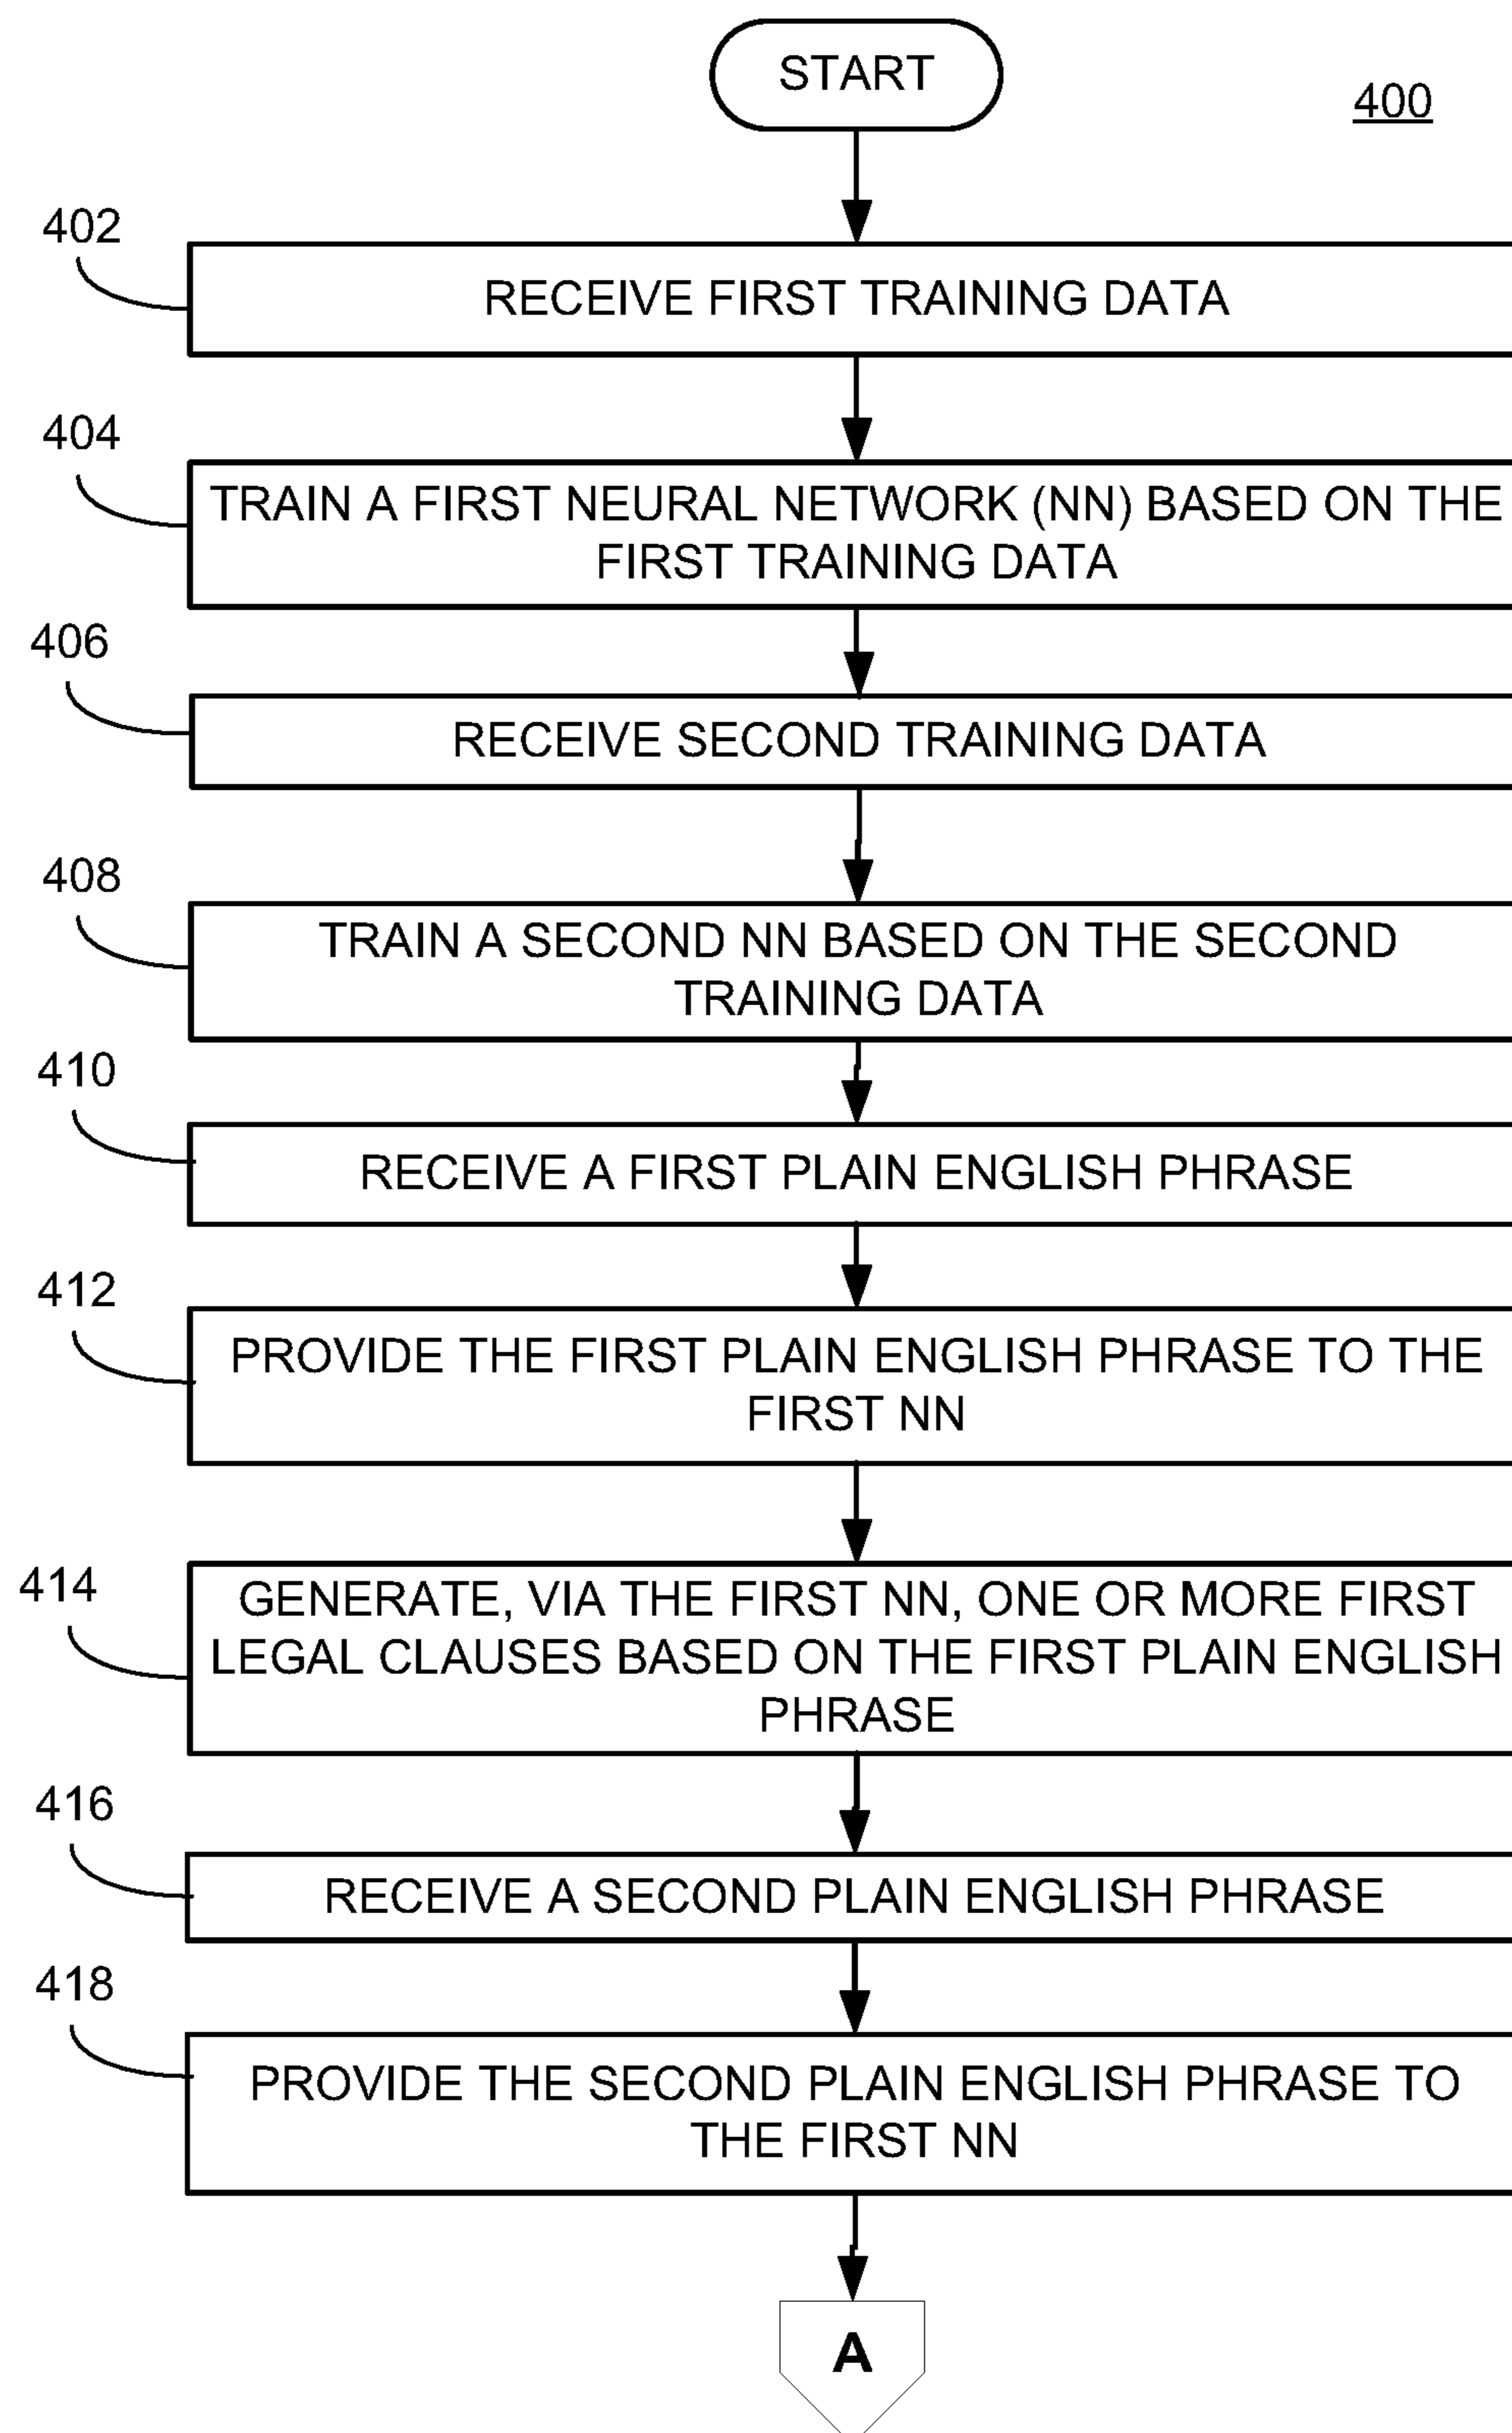 START
400
402
RECEIVE FIRST TRAINING DATA
404
TRAIN A FIRST NEURAL NETWORK (NN) BASED ON THE
FIRST TRAINING DATA
406
RECEIVE SECOND TRAINING DATA
408
TRAIN A SECOND NN BASED ON THE SECOND
TRAINING DATA
410
RECEIVE A FIRST PLAIN ENGLISH PHRASE
412
PROVIDE THE FIRST PLAIN ENGLISH PHRASE TO THE
FIRST NN
414
GENERATE, VIA THE FIRST NN, ONE OR MORE FIRST
LEGAL CLAUSES BASED ON THE FIRST PLAIN ENGLISH
PHRASE
416
RECEIVE A SECOND PLAIN ENGLISH PHRASE
418
PROVIDE THE SECOND PLAIN ENGLISH PHRASE TO
THE FIRST NN
A